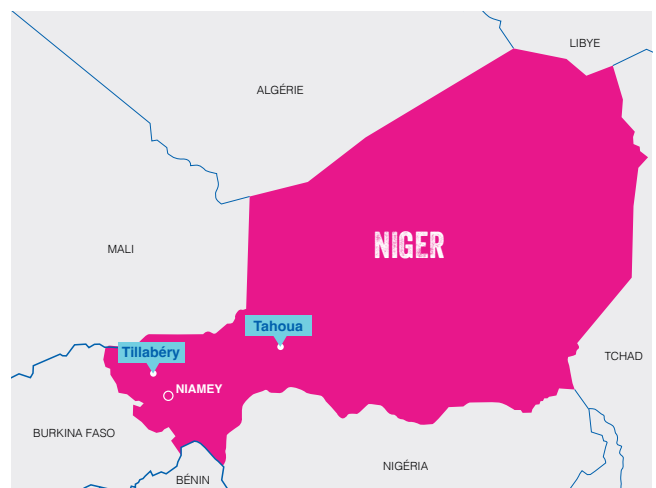 LIBYE
ALGÉRIE
NIGER
MALI
Tahoua
Tillabéry
TCHAD
NIAMEY
BURKINA FASO
NIGÉRIA
BÉNIN